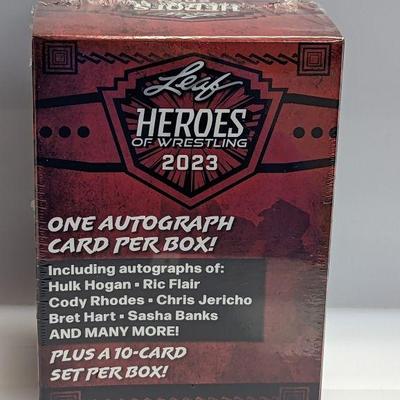 Leaf
HEROES
OF WRESTLING
2023
ONE AUTOGRAPH
CARD PER BOX!
Including autographs of:
Hulk Hogan ▪ Ric Flair
Cody Rhodes ▪ Chris Jericho
Bret Hart ▪ Sasha Banks
AND MANY MORE!
PLUS A 10-CARD
SET PER BOX!